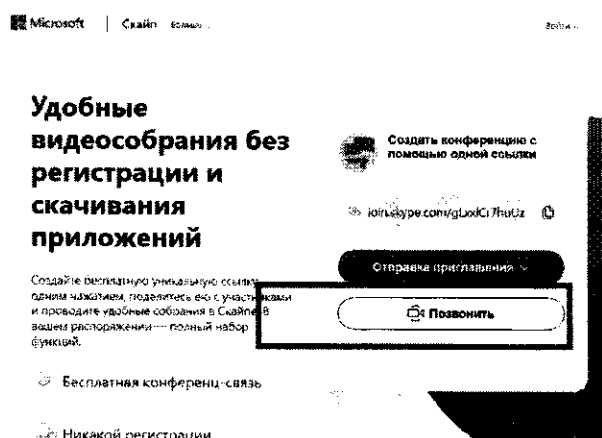 Microsoft
Скайп
Удобные
видеособрания без
регистрации и
скачивания
приложений
Создайте бесплатную уникальную ссылку
одним нажатием, поделитесь ею с участниками
и проводите удобные собрания в Скайпе. В
вашем распоряжении — полный набор
функций.
Бесплатная конференц-связь
Никакой регистрации
Войти
Создать конференцию с
помощью одной ссылки
Отправка приглашения
Позвонить